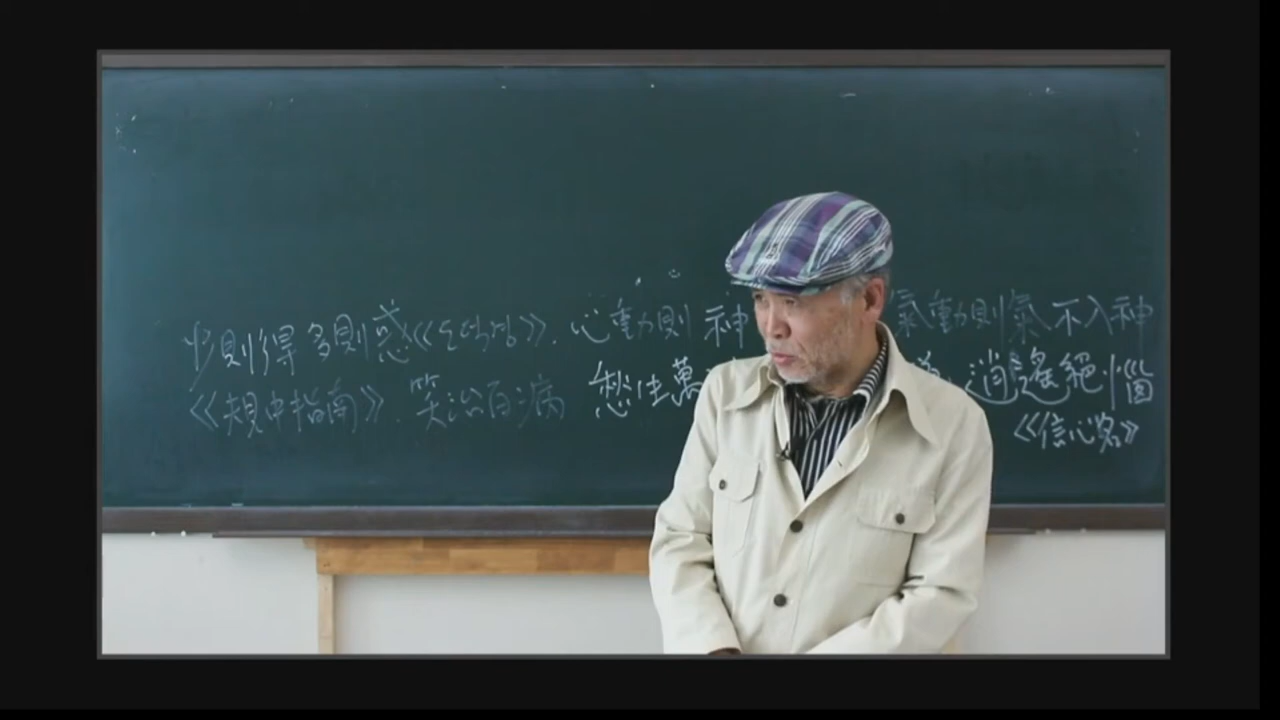 少則得 多則惑《도덕경》. 心動則 神 氣動則氣不入神
《規中指南》. 笑治百病 愁生萬 逍遙絕惱
《信心名》